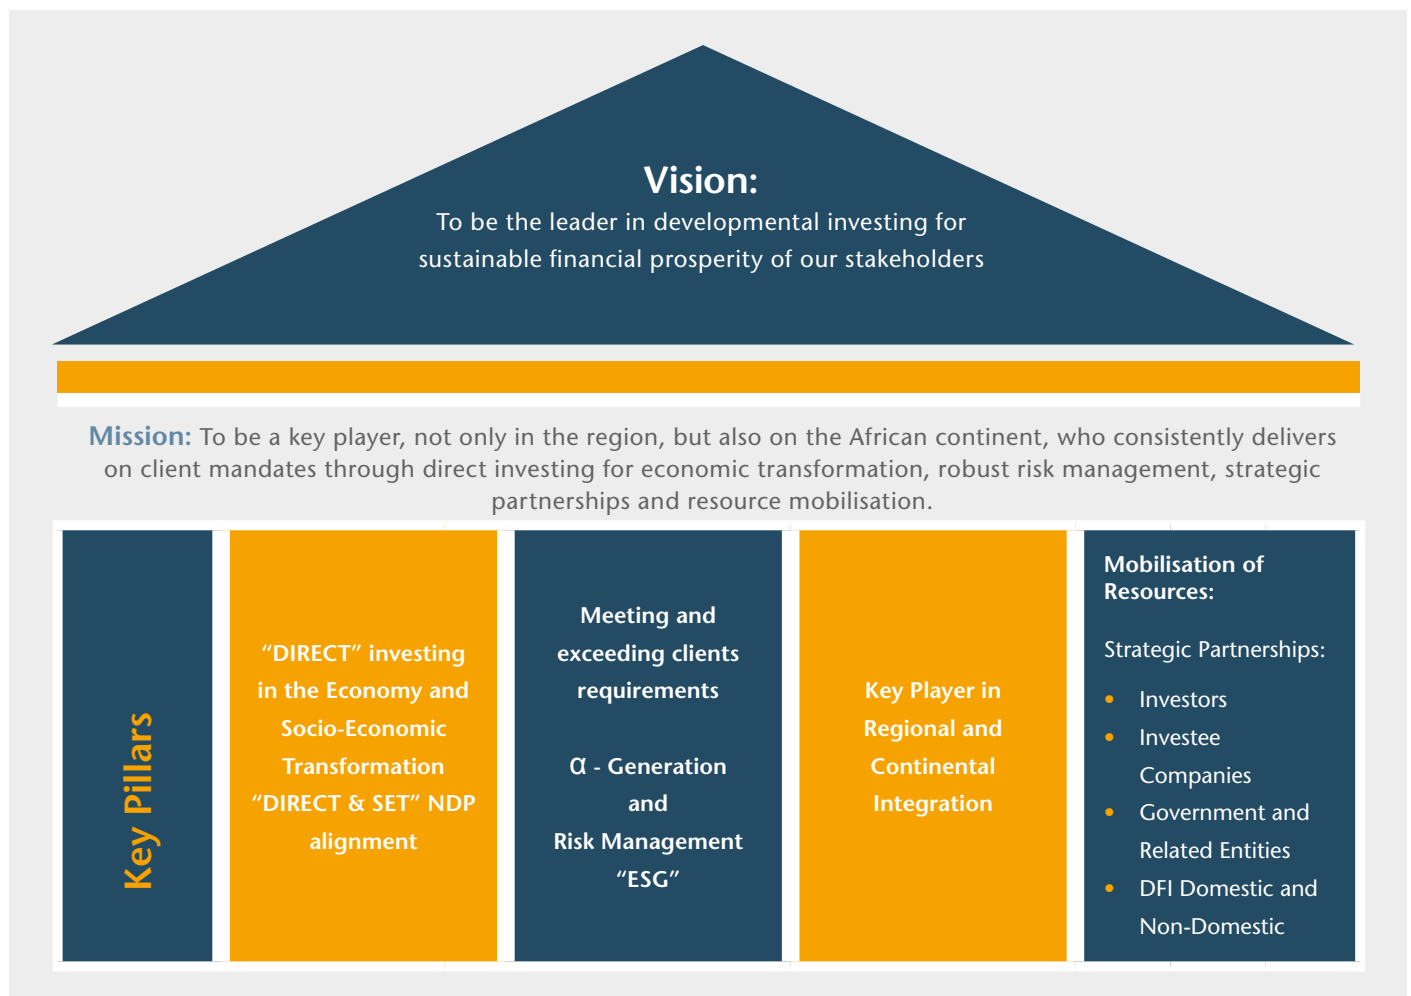 Vision:
To be the leader in developmental investing for
sustainable financial prosperity of our stakeholders
Mission: To be a key player, not only in the region, but also on the African continent, who consistently delivers
on client mandates through direct investing for economic transformation, robust risk management, strategic
partnerships and resource mobilisation.
Key Pillars
“DIRECT” investing
in the Economy and
Socio-Economic
Transformation
“DIRECT & SET” NDP
alignment
Meeting and
exceeding clients
requirements
α - Generation
and
Risk Management
“ESG”
Key Player in
Regional and
Continental
Integration
Mobilisation of
Resources:
Strategic Partnerships:
• Investors
• Investee
Companies
• Government and
Related Entities
• DFI Domestic and
Non-Domestic